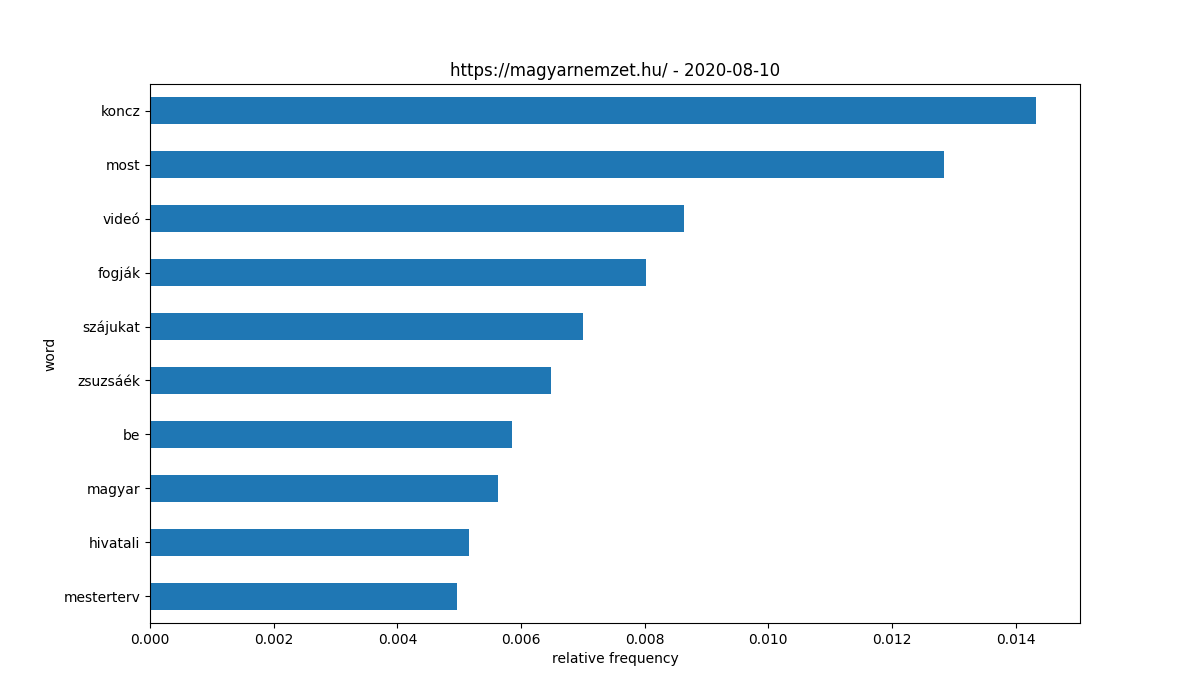 https://magyarnemzet.hu/ - 2020-08-10
koncz
most
videó
fogják
szájukat
zsuzsáék
be
magyar
hivatali
mesterterv
word
0.000 0.002 0.004 0.006 0.008 0.010 0.012 0.014
relative frequency